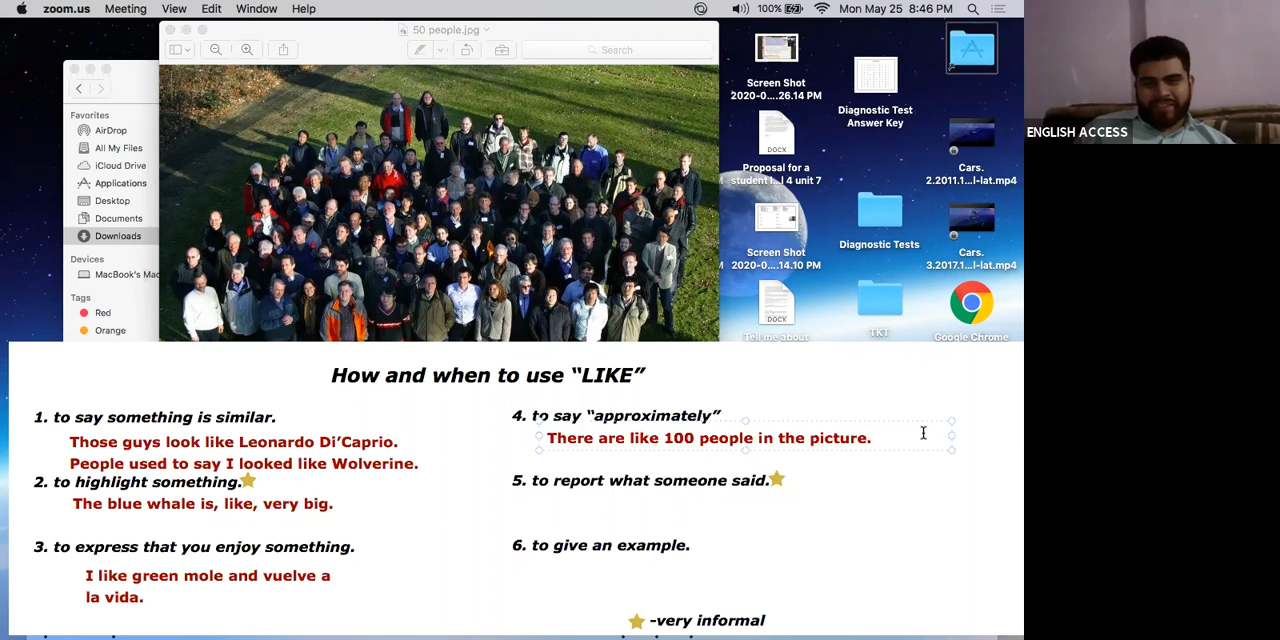 zoom.us Meeting View Edit Window Help
100% Mon May 25 8:46 PM
50 people.jpg
Search
Favorites
AirDrop
All My Files
iCloud Drive
Applications
Desktop
Documents
Downloads
Devices
MacBook's Mac
Tags
Red
Orange
Screen Shot
2020-0....26.14 PM
Diagnostic Test
Answer Key
DOCX
Proposal for a
student l...l 4 unit 7
Cars.
2.2011.1...l-lat.mp4
Screen Shot
2020-0....14.10 PM
Diagnostic Tests
Cars.
3.2017.1...l-lat.mp4
DOCX
Tell me about
TKT
Google Chrome
ENGLISH ACCESS
How and when to use “LIKE”
1. to say something is similar.
Those guys look like Leonardo Di’Caprio.
People used to say I looked like Wolverine.
2. to highlight something.
The blue whale is, like, very big.
3. to express that you enjoy something.
I like green mole and vuelve a
la vida.
4. to say “approximately”
There are like 100 people in the picture.
5. to report what someone said.
6. to give an example.
-very informal